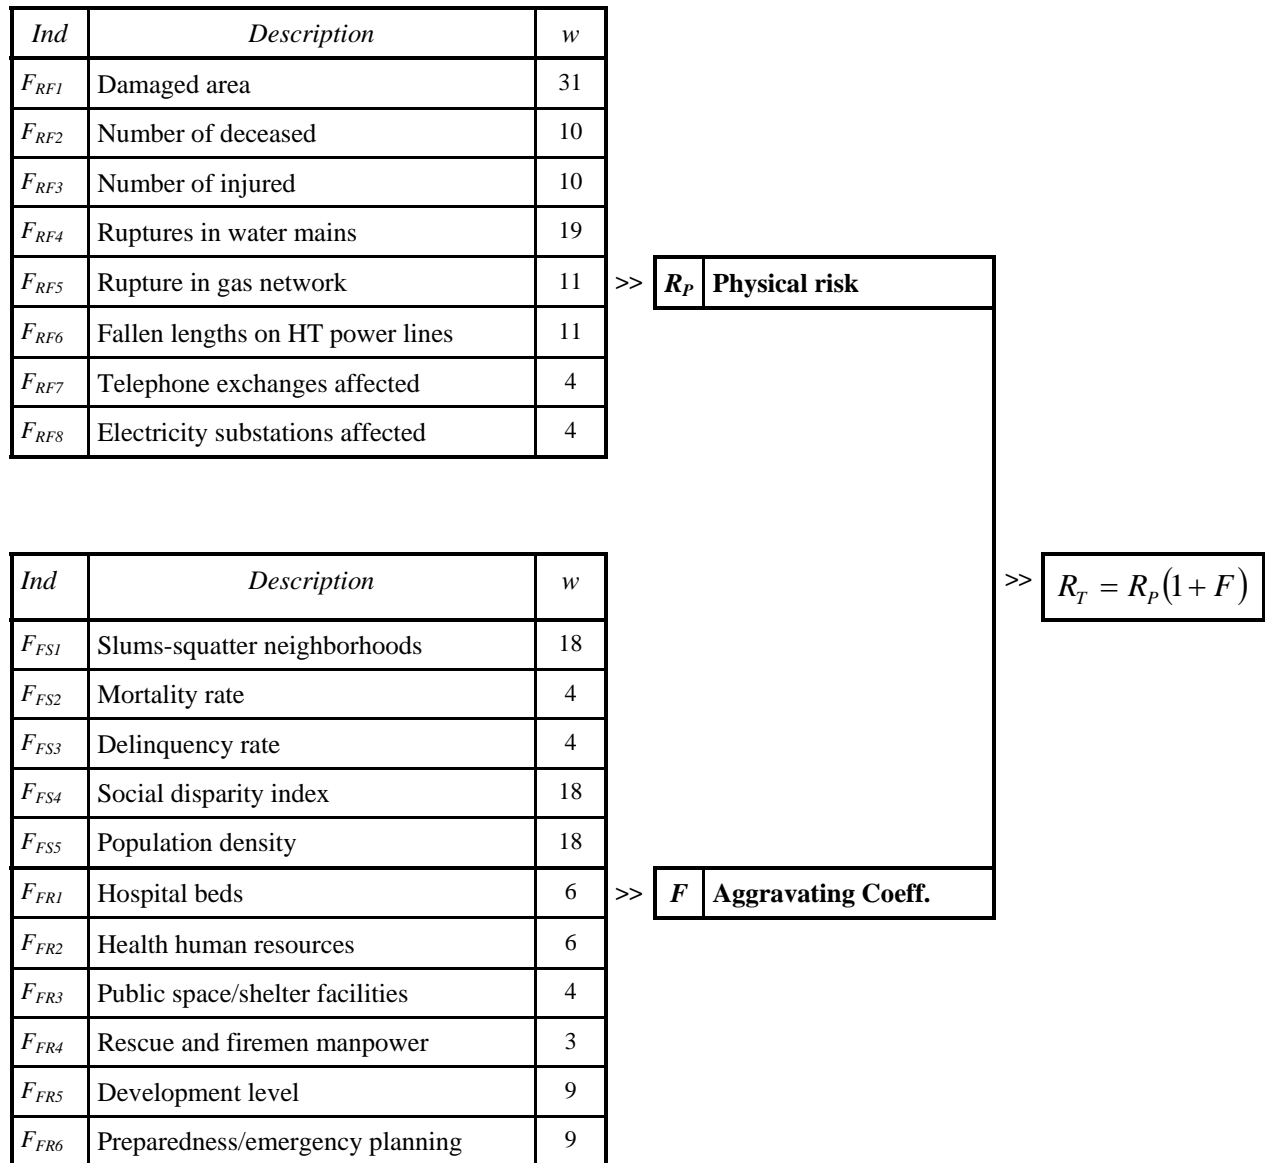 Ind Description w
F_RF1 Damaged area 31
F_RF2 Number of deceased 10
F_RF3 Number of injured 10
F_RF4 Ruptures in water mains 19
F_RF5 Rupture in gas network 11 >> R_P Physical risk
F_RF6 Fallen lengths on HT power lines 11
F_RF7 Telephone exchanges affected 4
F_RF8 Electricity substations affected 4
Ind Description w >> R_T = R_P(1 + F)
F_FS1 Slums-squatter neighborhoods 18
F_FS2 Mortality rate 4
F_FS3 Delinquency rate 4
F_FS4 Social disparity index 18
F_FS5 Population density 18
F_FR1 Hospital beds 6 >> F Aggravating Coeff.
F_FR2 Health human resources 6
F_FR3 Public space/shelter facilities 4
F_FR4 Rescue and firemen manpower 3
F_FR5 Development level 9
F_FR6 Preparedness/emergency planning 9